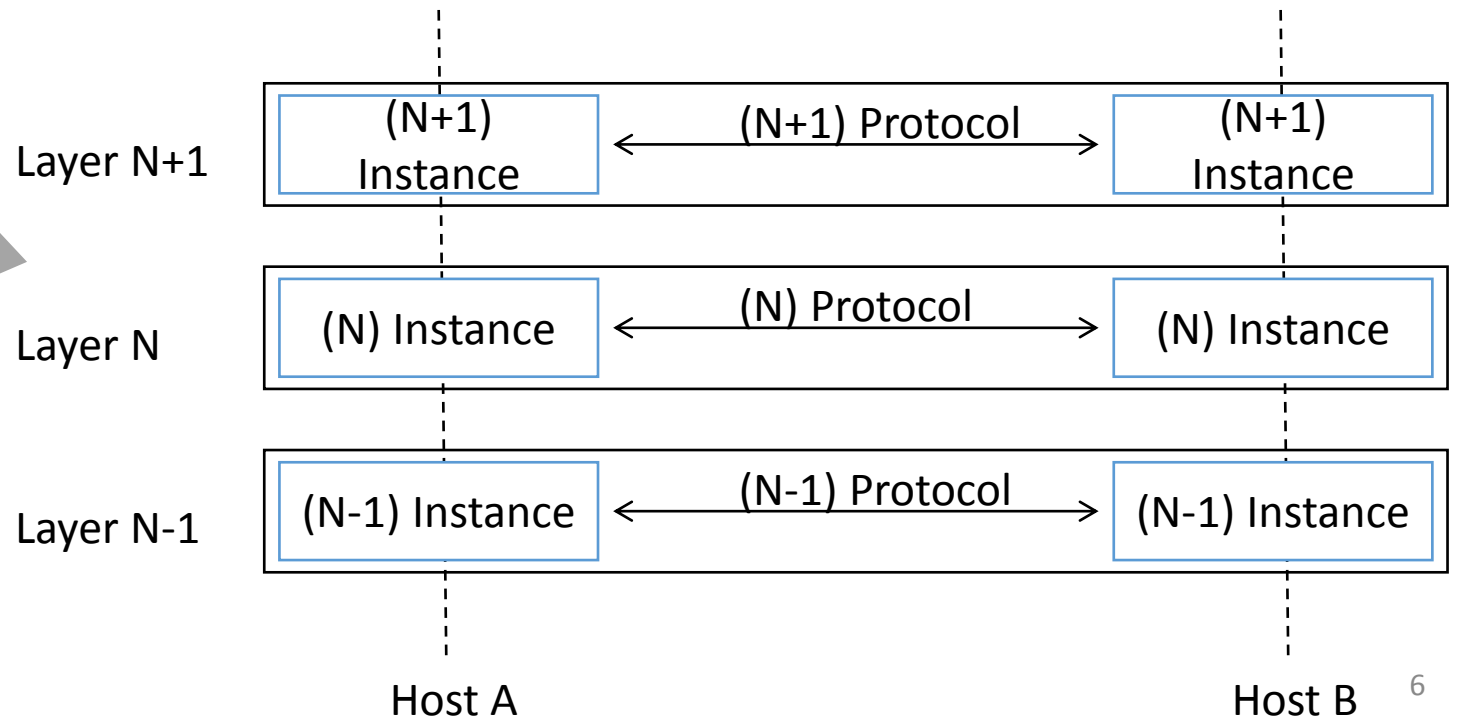 (N+1)
Instance
(N+1) Protocol
(N+1)
Instance
Layer N+1
(N) Instance
(N) Protocol
(N) Instance
Layer N
(N-1) Instance
(N-1) Protocol
(N-1) Instance
Layer N-1
Host A
Host B
6